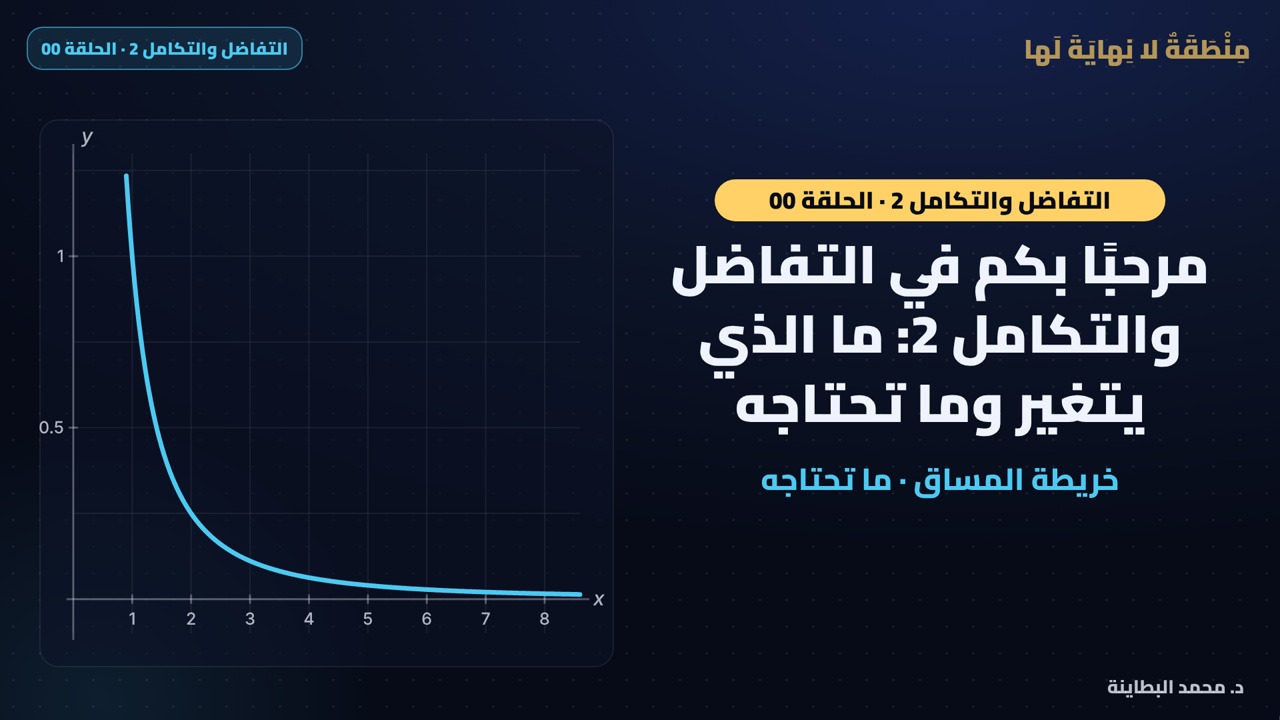 مِنْطَقَةٌ لا نِهايَةَ لَها
التفاضل والتكامل 2 · الحلقة 00
التفاضل والتكامل 2 · الحلقة 00
مرحبًا بكم في التفاضل
والتكامل 2: ما الذي
يتغير وما تحتاجه
خريطة المساق · ما تحتاجه
y
1
0.5
x
1 2 3 4 5 6 7 8
د. محمد البطاينة